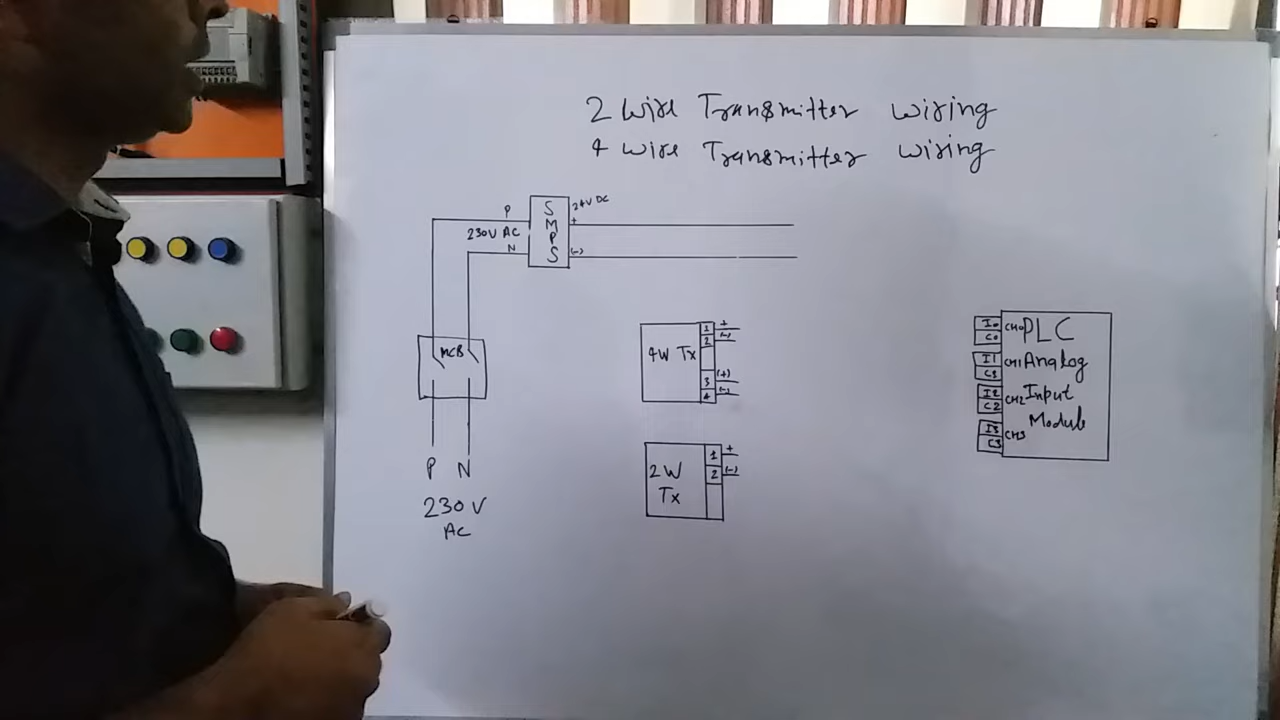 2 Wire Transmitter wiring
4 wire Transmitter wiring
P
230V AC
N
S
M
P
S
24V DC
+
(-)
MCB
P N
230V
AC
4W Tx
1 +
2 (-)
3 (+)
4 (-)
2W
Tx
1 +
2 (-)
PLC
Analog
Input
Module
I0
C0
CH0
I1
C1
CH1
I2
C2
CH2
I3
C3
CH3